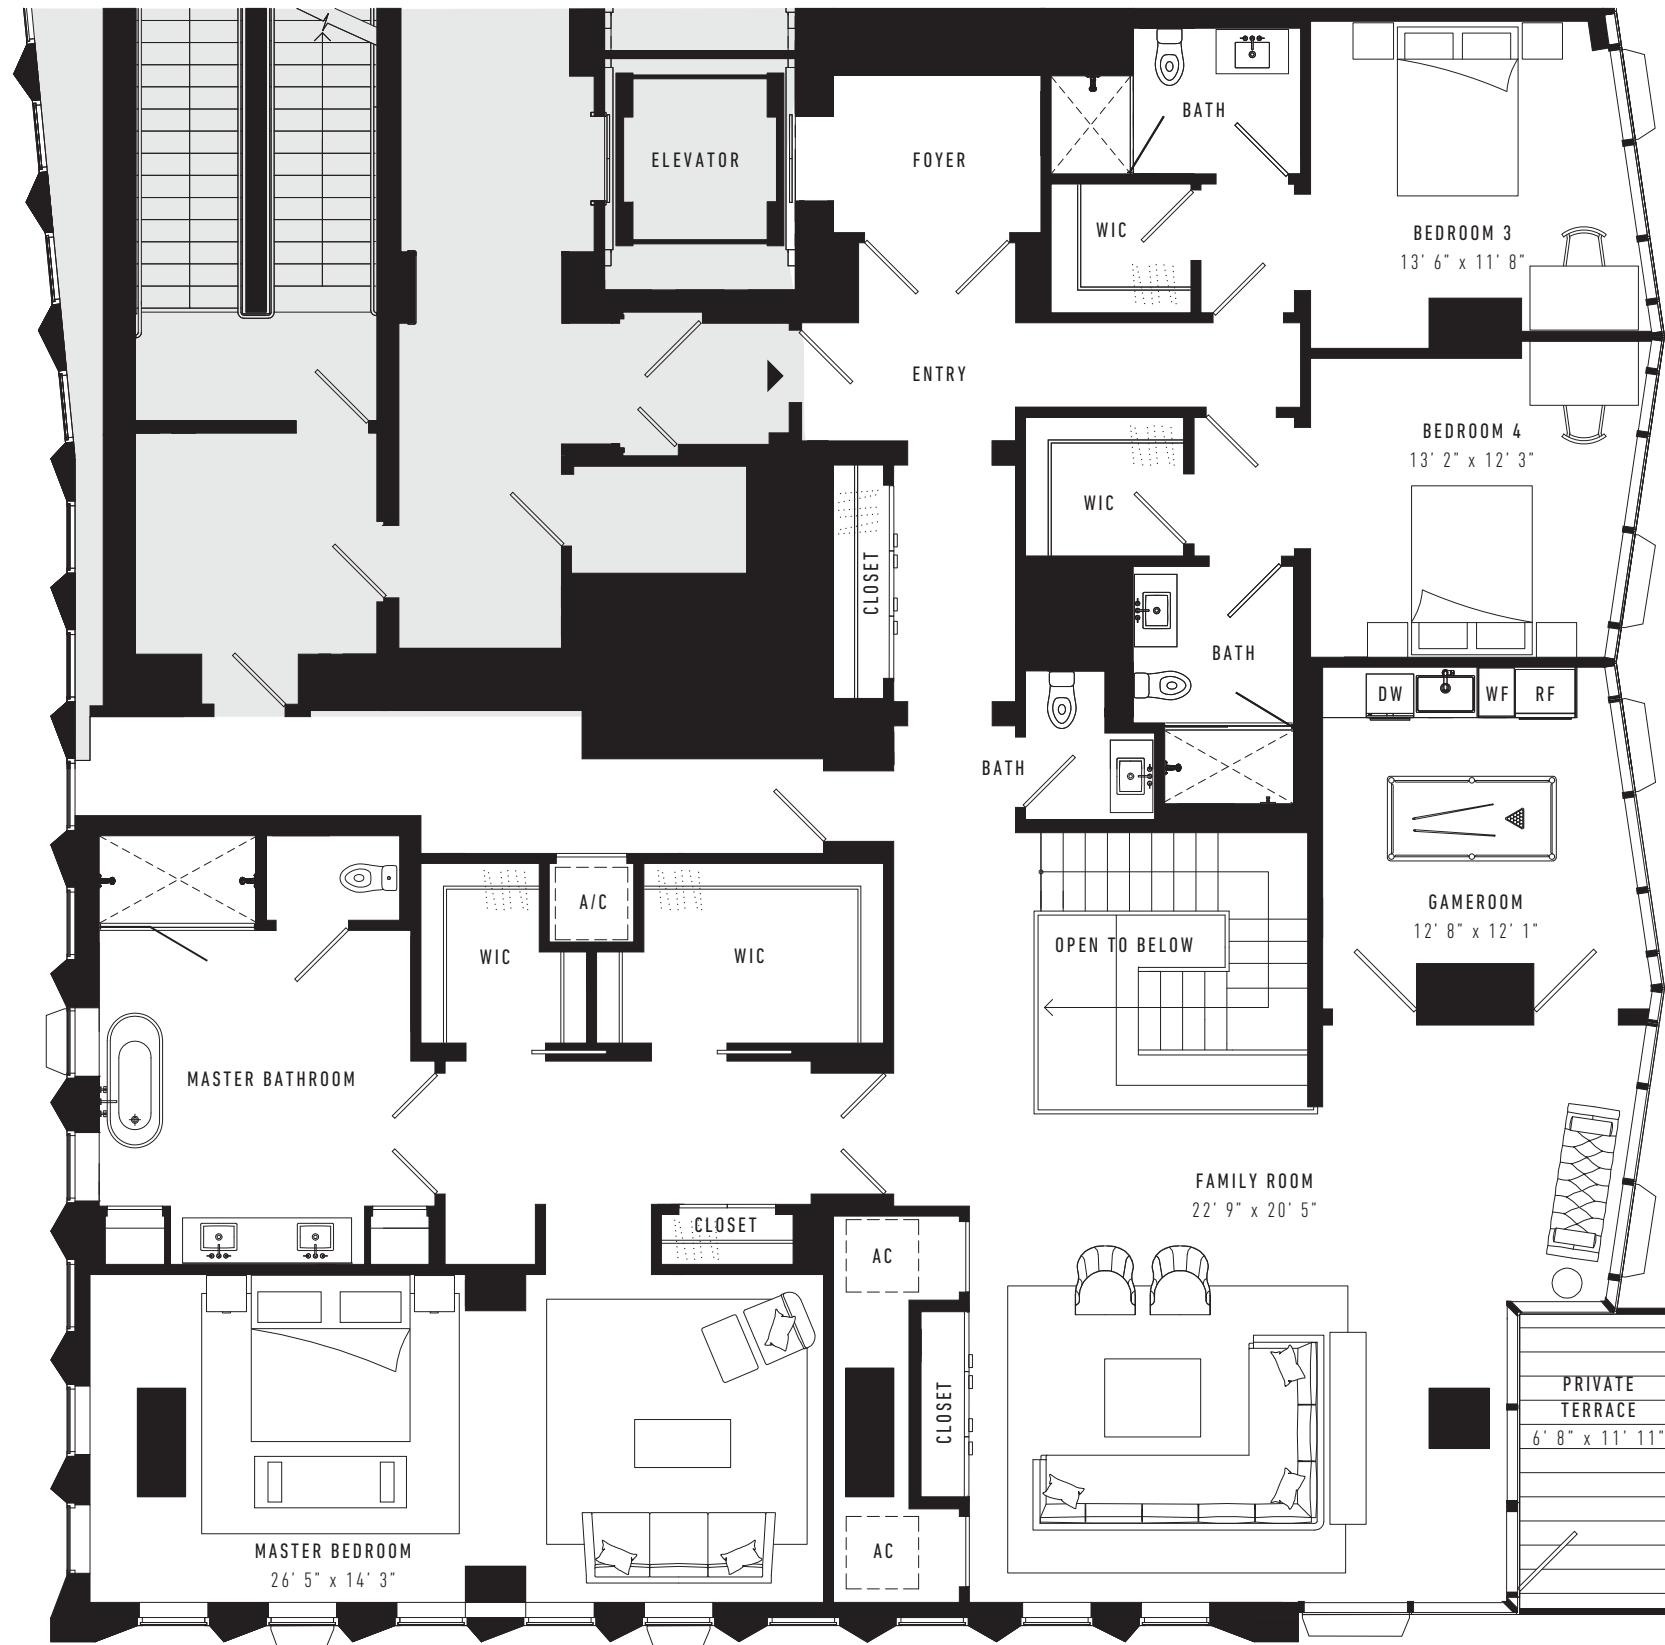 BATH
ELEVATOR
FOYER
WIC
BEDROOM 3
13' 6" x 11' 8"
ENTRY
BEDROOM 4
13' 2" x 12' 3"
WIC
CLOSET
BATH
DW
WF
RF
BATH
A/C
GAMEROOM
12' 8" x 12' 1"
WIC
WIC
OPEN TO BELOW
MASTER BATHROOM
FAMILY ROOM
22' 9" x 20' 5"
CLOSET
AC
CLOSET
PRIVATE
TERRACE
6' 8" x 11' 11"
MASTER BEDROOM
26' 5" x 14' 3"
AC